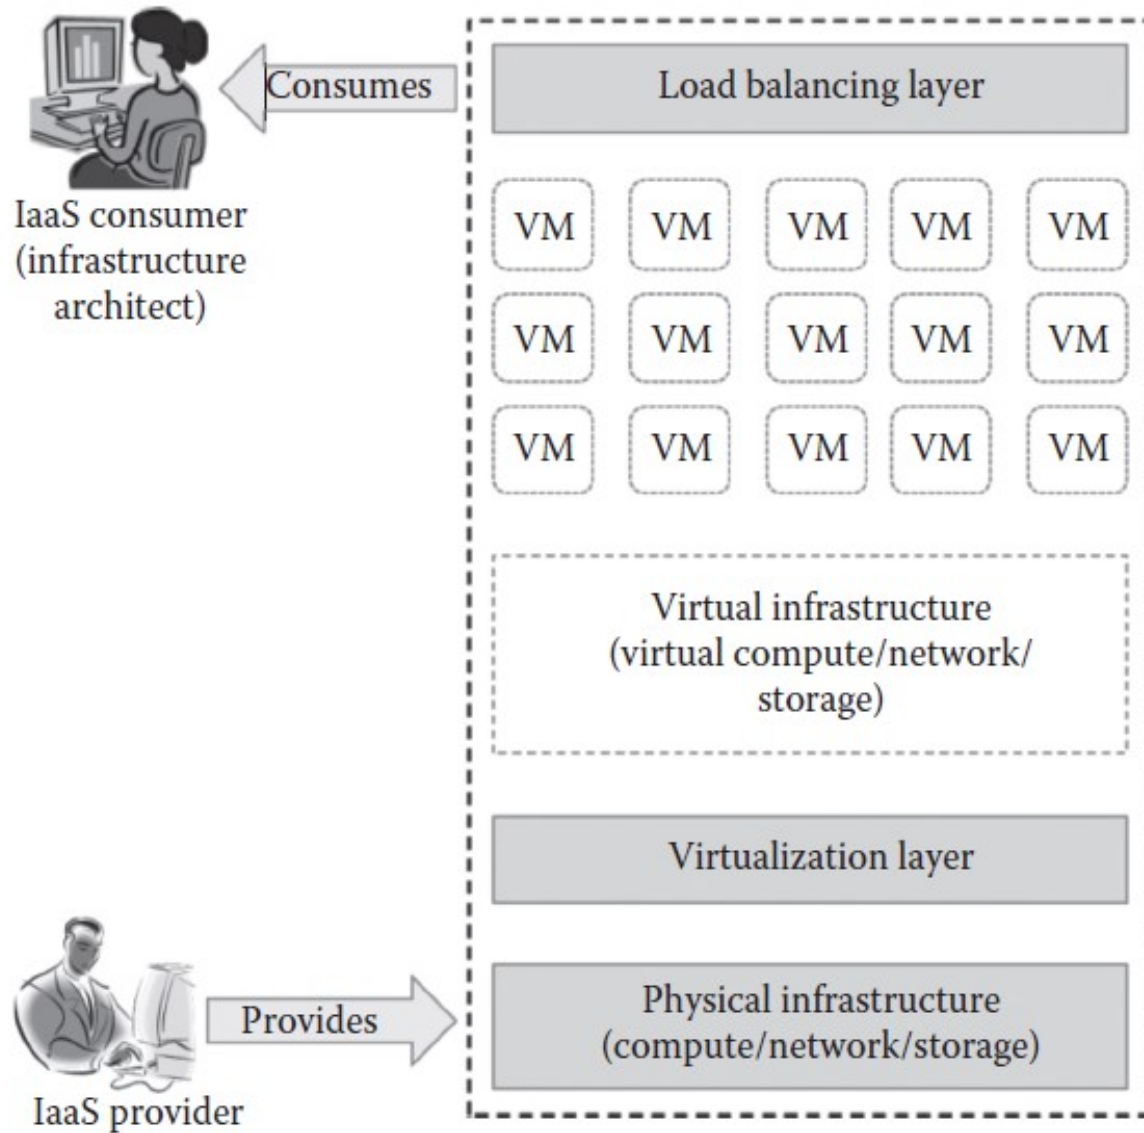 Consumes
Load balancing layer
IaaS consumer
(infrastructure
architect)
VM VM VM VM VM
VM VM VM VM VM
VM VM VM VM VM
Virtual infrastructure
(virtual compute/network/
storage)
Virtualization layer
Provides
Physical infrastructure
(compute/network/storage)
IaaS provider